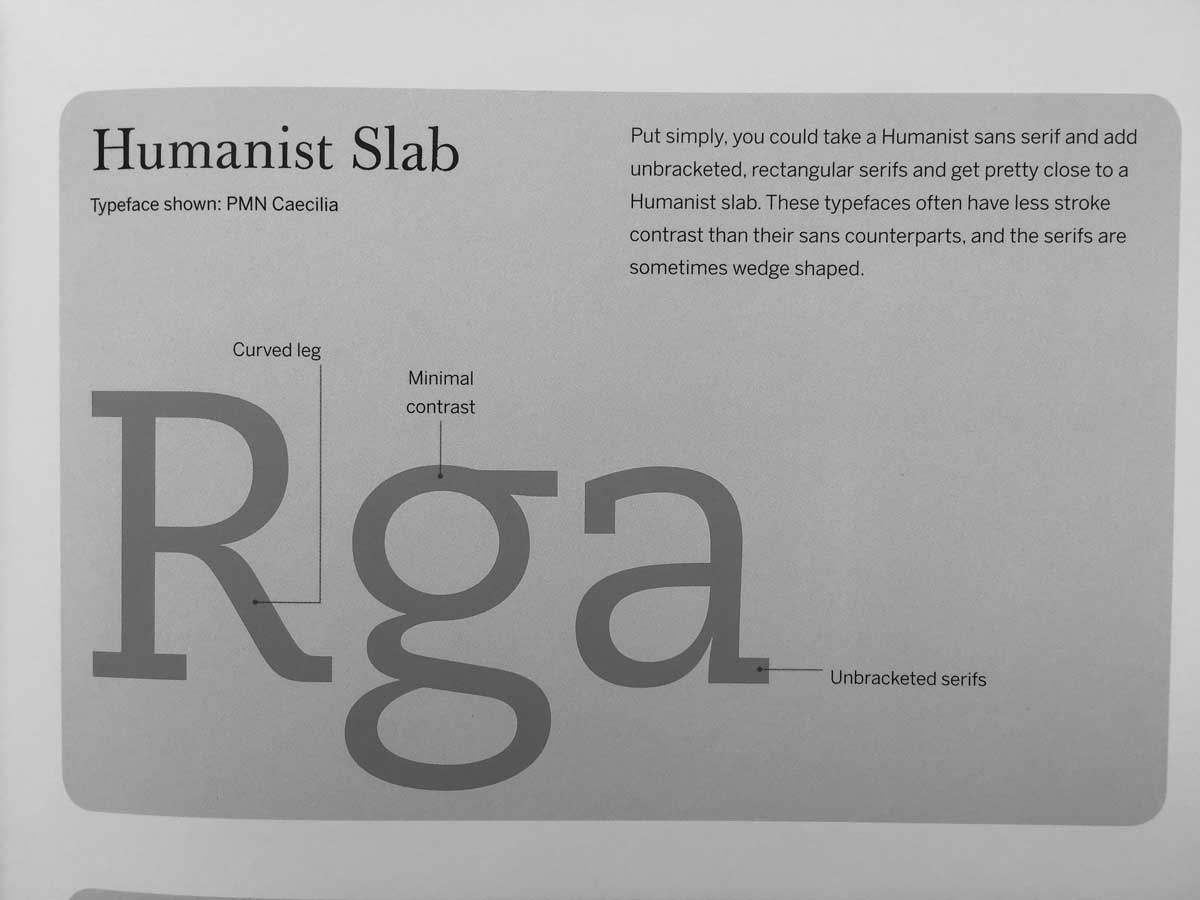 Humanist Slab
Typeface shown: PMN Caecilia
Put simply, you could take a Humanist sans serif and add
unbracketed, rectangular serifs and get pretty close to a
Humanist slab. These typefaces often have less stroke
contrast than their sans counterparts, and the serifs are
sometimes wedge shaped.
Curved leg
Minimal
contrast
Rga
Unbracketed serifs